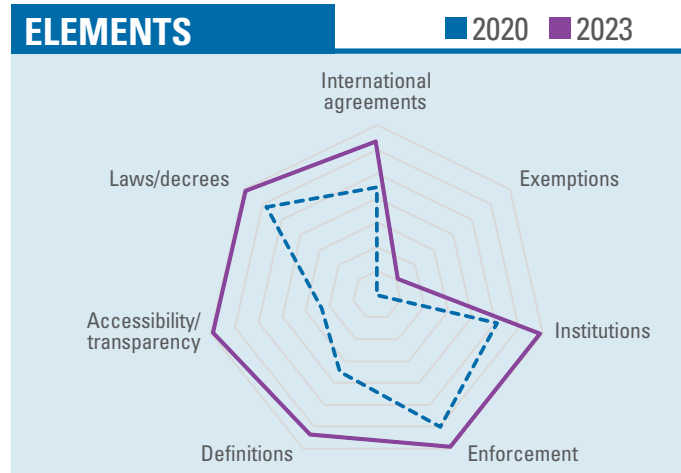 ELEMENTS
2020 2023
International
agreements
Laws/decrees
Exemptions
Accessibility/
transparency
Institutions
Definitions
Enforcement